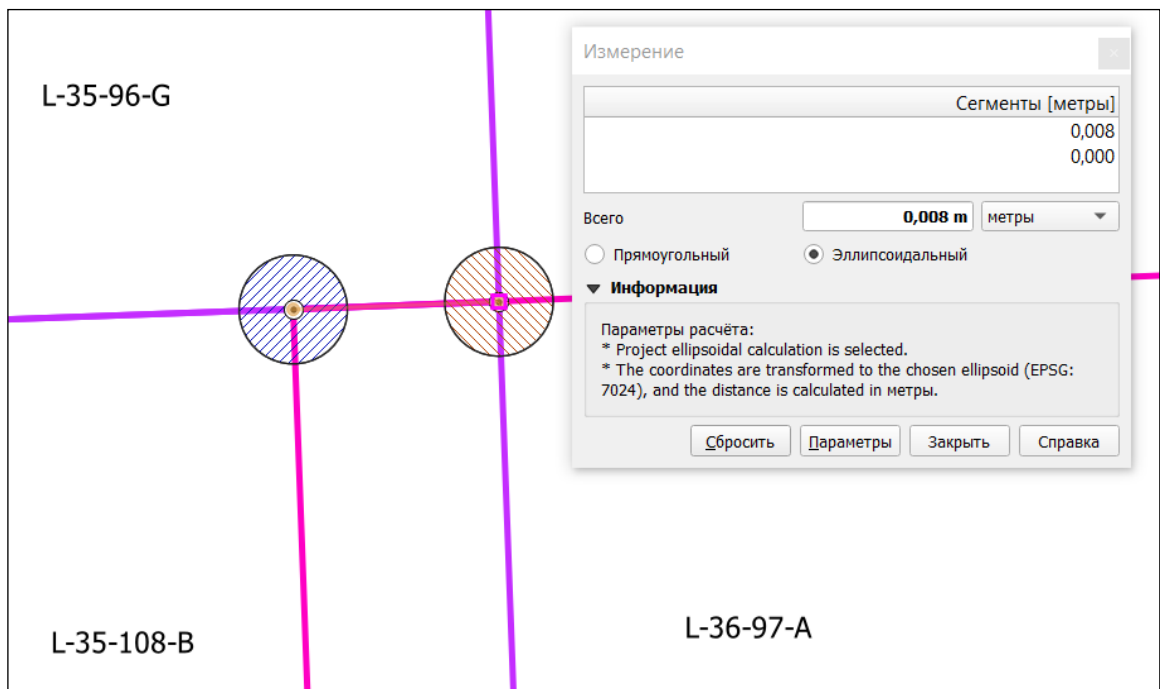 L-35-96-G
Измерение
Сегменты [метры]
0,008
0,000
Всего
0,008 m
метры
Прямоугольный
Эллипсоидальный
Информация
Параметры расчёта:
* Project ellipsoidal calculation is selected.
* The coordinates are transformed to the chosen ellipsoid (EPSG:
7024), and the distance is calculated in метры.
Сбросить
Параметры
Закрыть
Справка
L-35-108-B
L-36-97-A